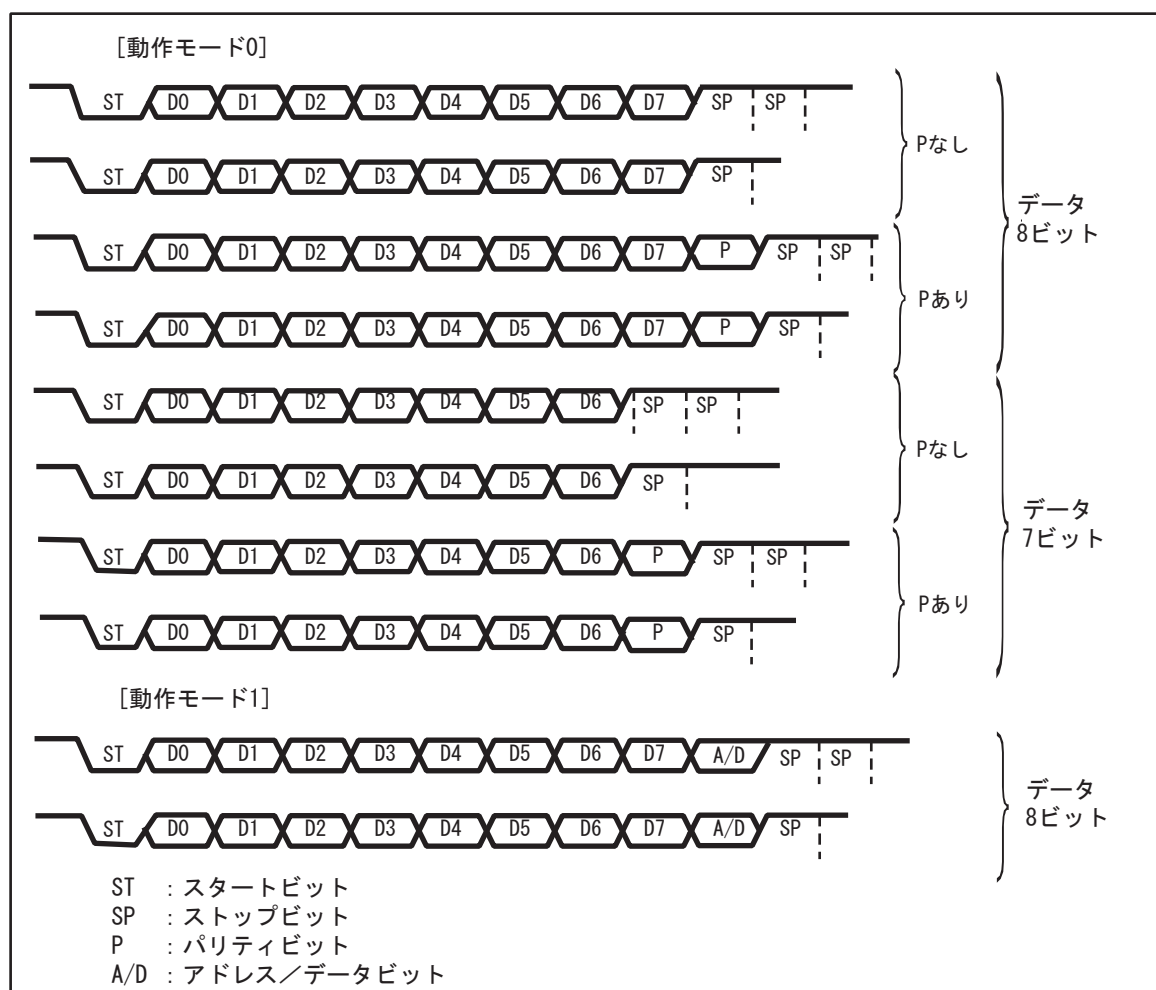 [動作モード0]
ST D0 D1 D2 D3 D4 D5 D6 D7 SP SP
Pなし
ST D0 D1 D2 D3 D4 D5 D6 D7 SP
データ
8ビット
ST D0 D1 D2 D3 D4 D5 D6 D7 P SP SP
Pあり
ST D0 D1 D2 D3 D4 D5 D6 D7 P SP
ST D0 D1 D2 D3 D4 D5 D6 SP SP
Pなし
ST D0 D1 D2 D3 D4 D5 D6 SP
データ
7ビット
ST D0 D1 D2 D3 D4 D5 D6 P SP SP
Pあり
ST D0 D1 D2 D3 D4 D5 D6 P SP
[動作モード1]
ST D0 D1 D2 D3 D4 D5 D6 D7 A/D SP SP
データ
8ビット
ST D0 D1 D2 D3 D4 D5 D6 D7 A/D SP
ST :スタートビット
SP :ストップビット
P :パリティビット
A/D :アドレス/データビット